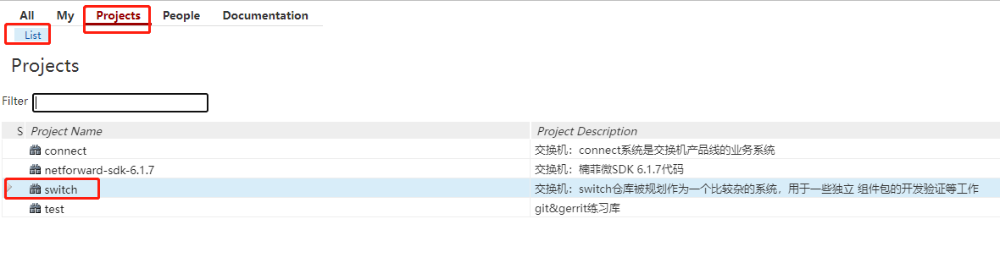 All My Projects People Documentation
List
Projects
Filter
S Project Name Project Description
connect 交换机：connect系统是交换机产品线的业务系统
netforward-sdk-6.1.7 交换机：楠菲微SDK 6.1.7代码
switch 交换机：switch仓库被规划作为一个比较杂的系统，用于一些独立 组件包的开发验证等工作
test git&gerrit练习库